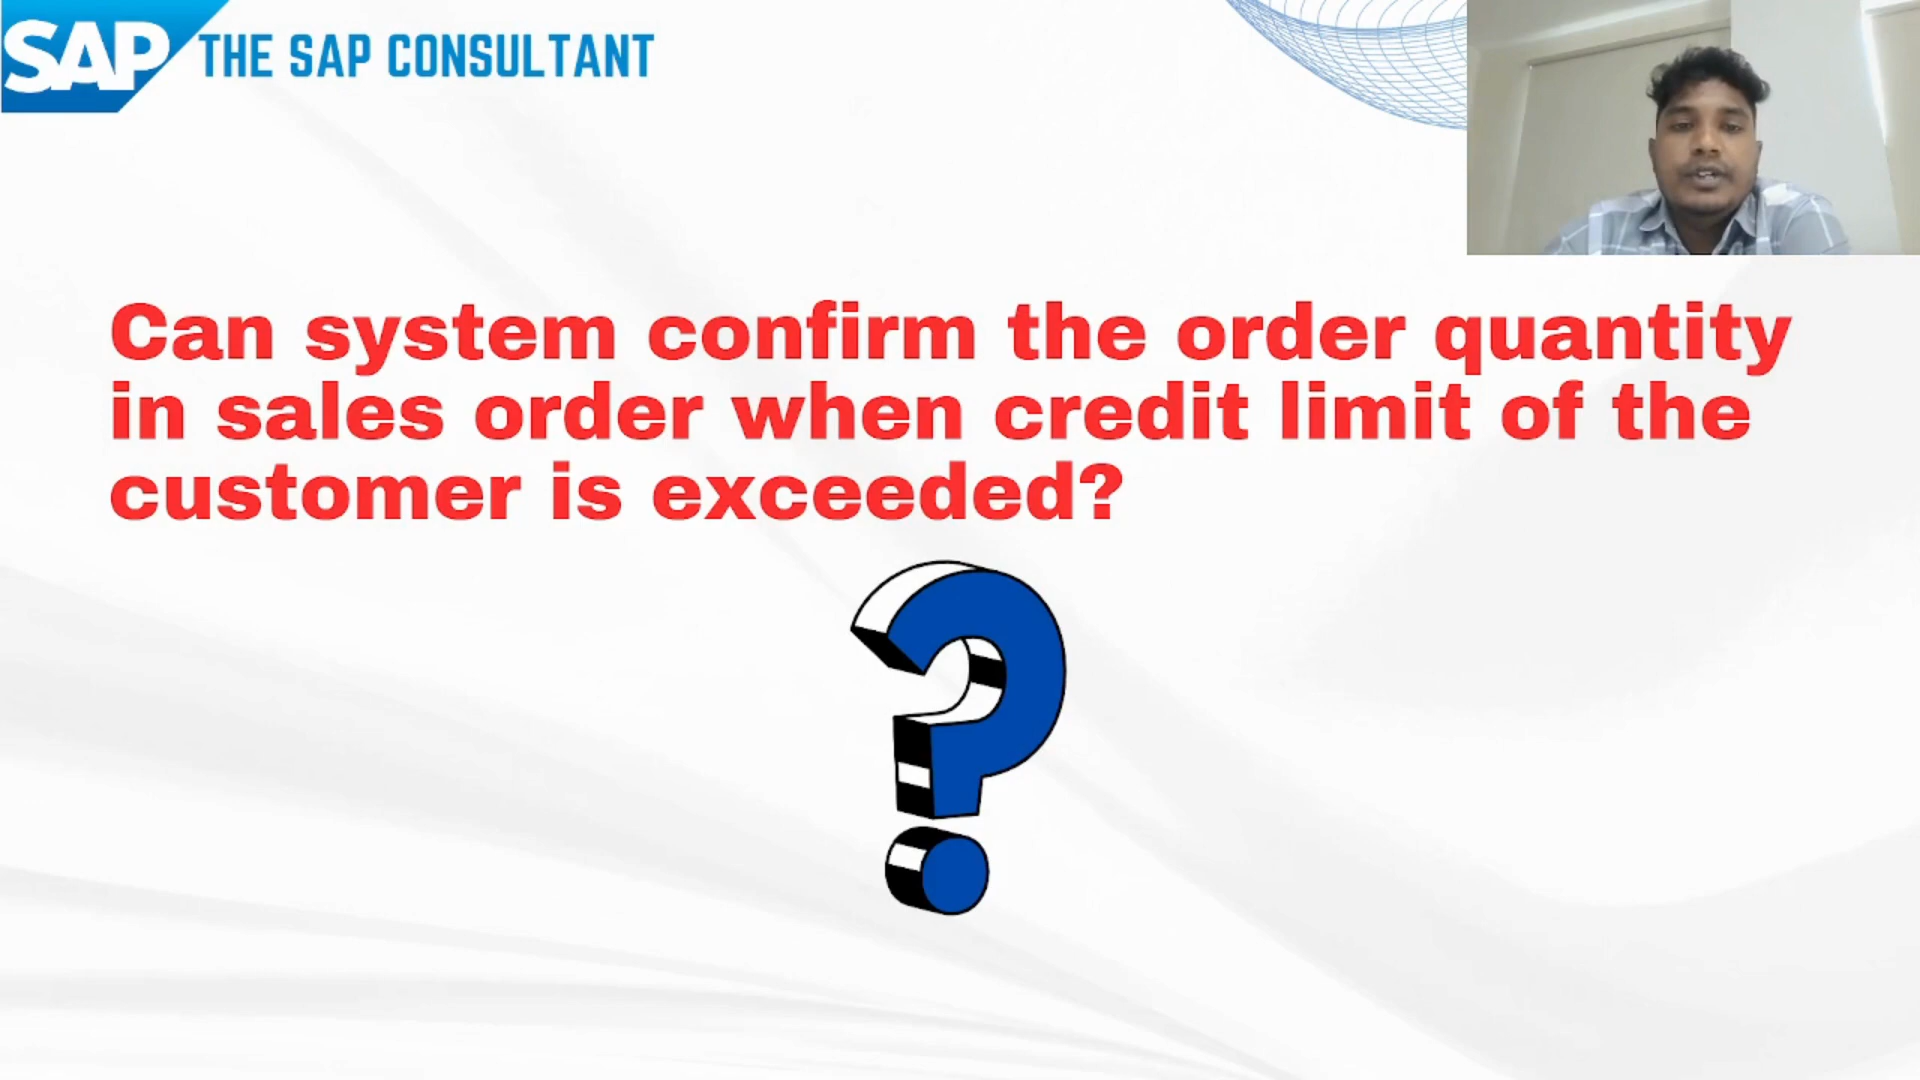 SAP THE SAP CONSULTANT
Can system confirm the order quantity
in sales order when credit limit of the
customer is exceeded?
?